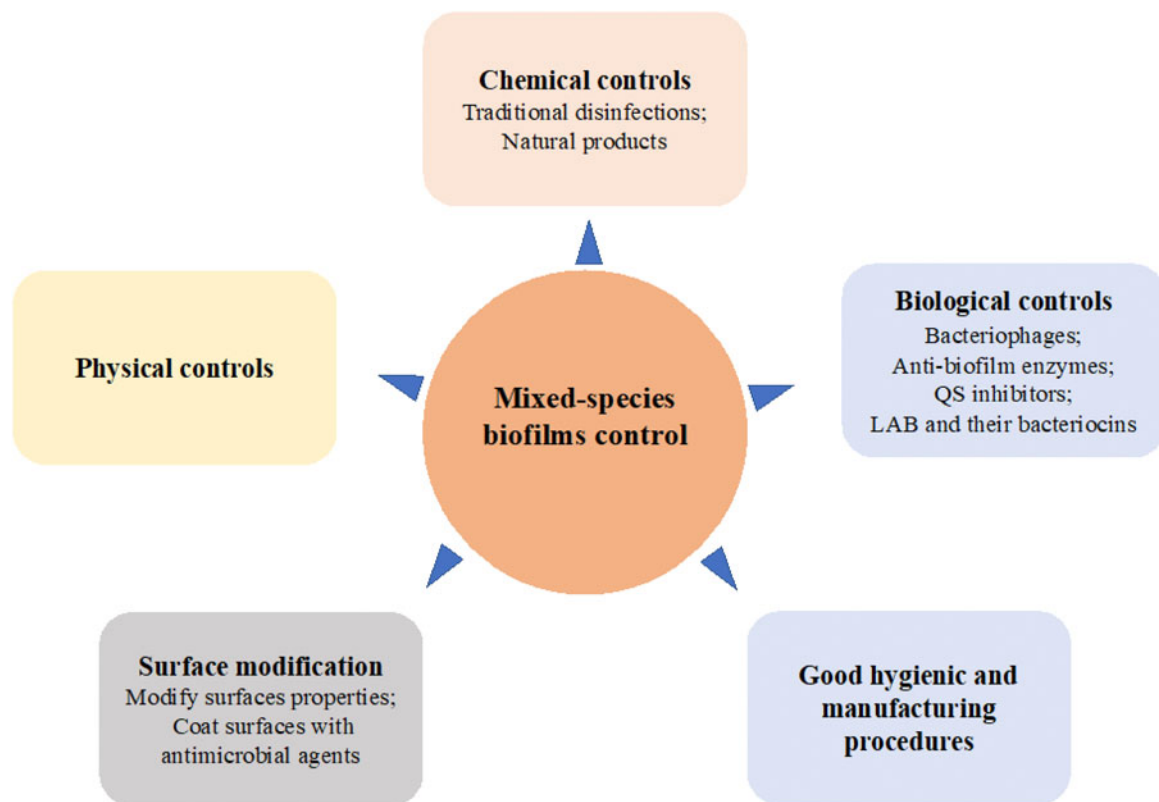 Chemical controls
Traditional disinfections;
Natural products
Physical controls
Mixed-species
biofilms control
Biological controls
Bacteriophages;
Anti-biofilm enzymes;
QS inhibitors;
LAB and their bacteriocins
Surface modification
Modify surfaces properties;
Coat surfaces with
antimicrobial agents
Good hygienic and
manufacturing
procedures